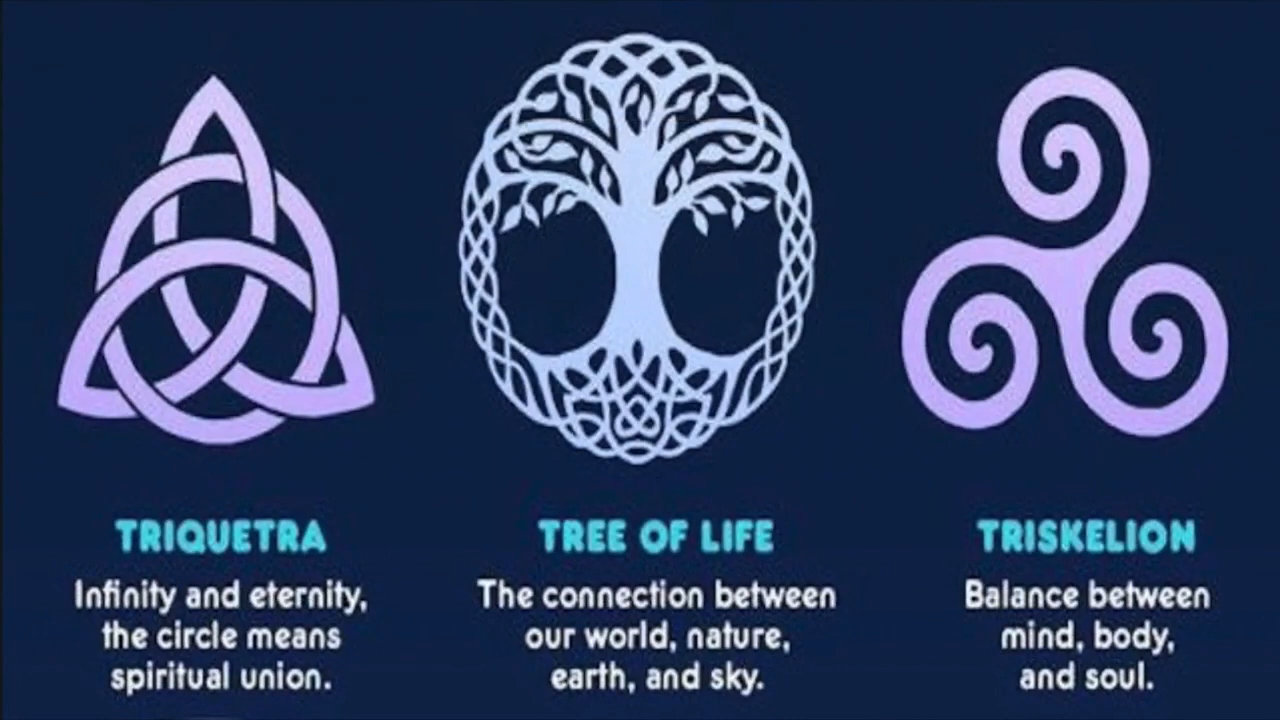 TRIQUETRA
Infinity and eternity,
the circle means
spiritual union.
TREE OF LIFE
The connection between
our world, nature,
earth, and sky.
TRISKELION
Balance between
mind, body,
and soul.